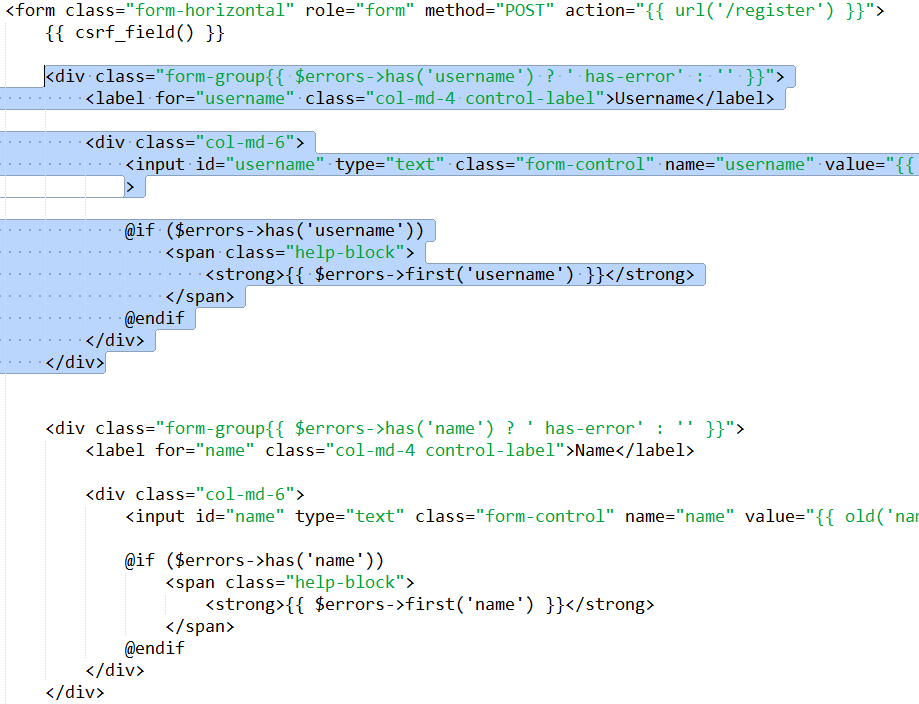 <form class="form-horizontal" role="form" method="POST" action="{{ url('/register') }}">
    {{ csrf_field() }}
    <div class="form-group{{ $errors->has('username') ? ' has-error' : '' }}">
        <label for="username" class="col-md-4 control-label">Username</label>
        <div class="col-md-6">
            <input id="username" type="text" class="form-control" name="username" value="{{
            >
            @if ($errors->has('username'))
                <span class="help-block">
                    <strong>{{ $errors->first('username') }}</strong>
                </span>
            @endif
        </div>
    </div>
    <div class="form-group{{ $errors->has('name') ? ' has-error' : '' }}">
        <label for="name" class="col-md-4 control-label">Name</label>
        <div class="col-md-6">
            <input id="name" type="text" class="form-control" name="name" value="{{ old('nam
            @if ($errors->has('name'))
                <span class="help-block">
                    <strong>{{ $errors->first('name') }}</strong>
                </span>
            @endif
        </div>
    </div>